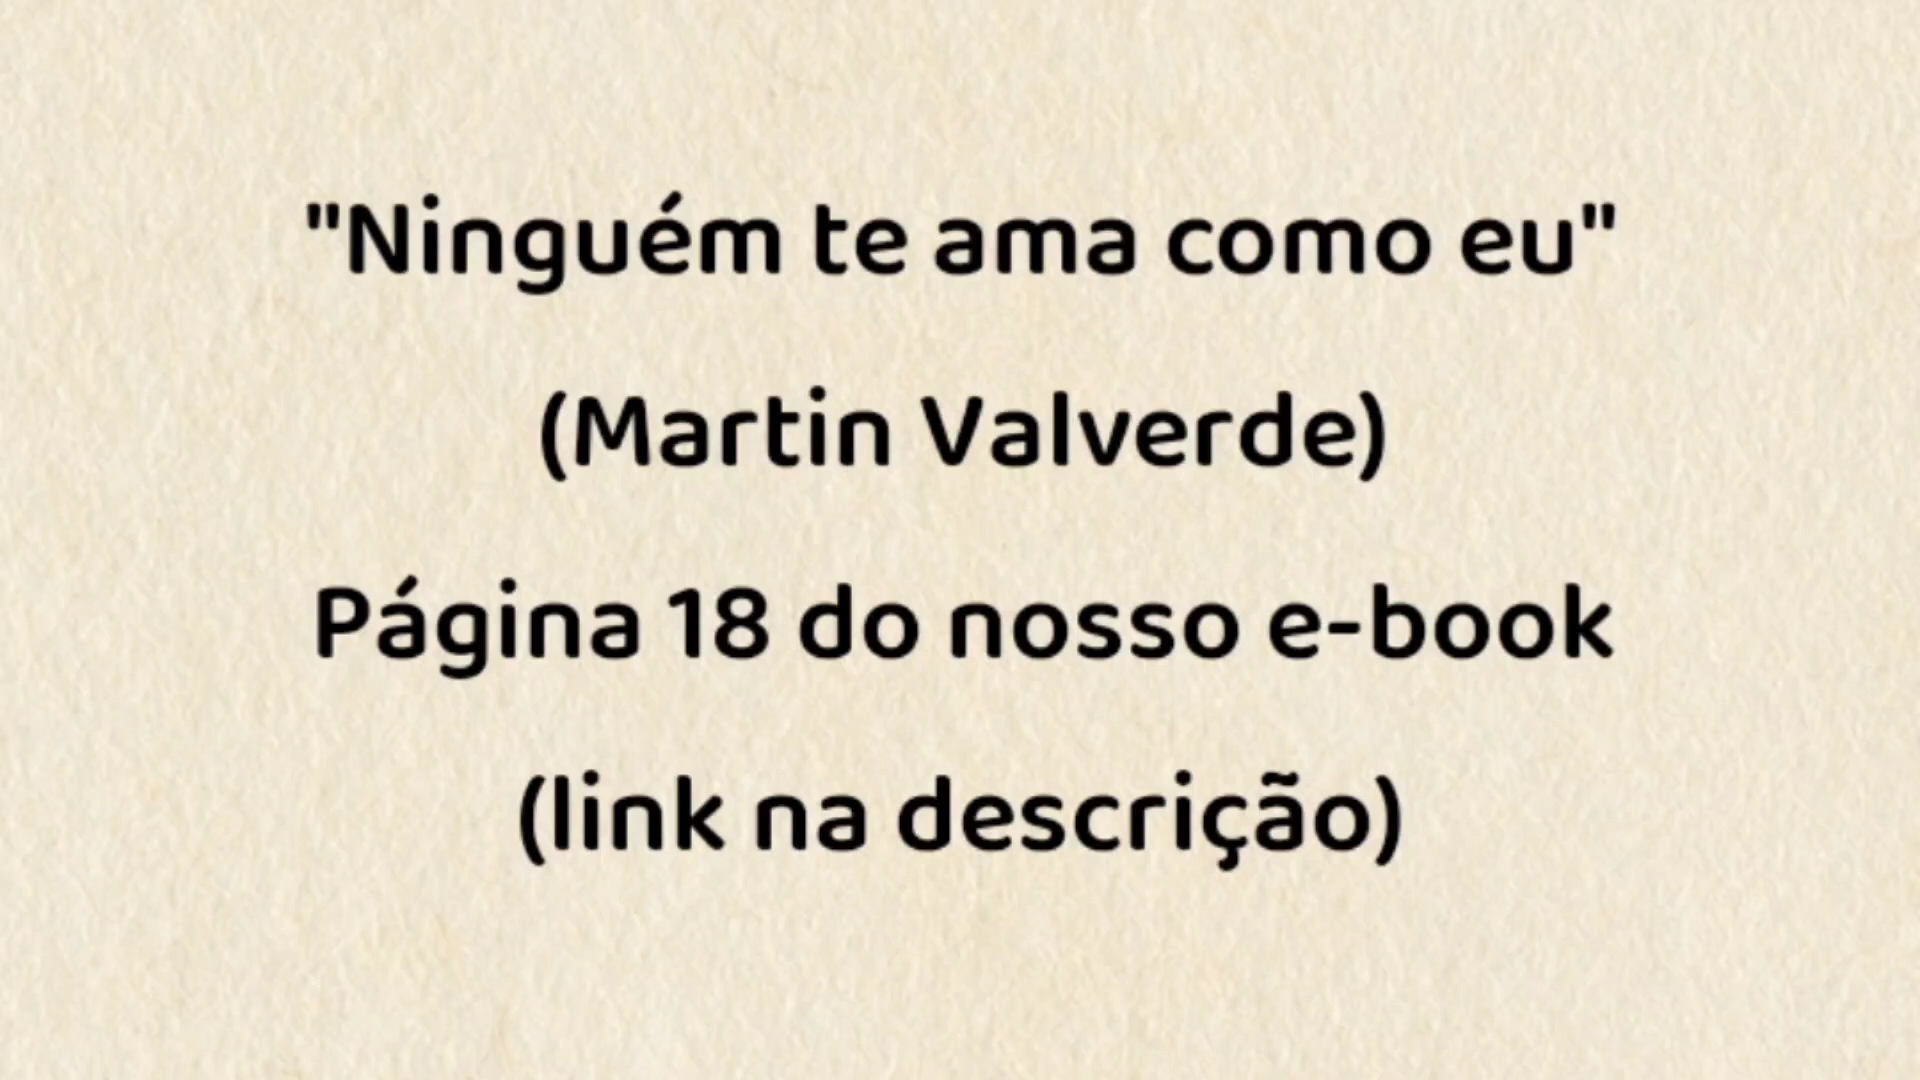 "Ninguém te ama como eu"
(Martin Valverde)
Página 18 do nosso e-book
(link na descrição)